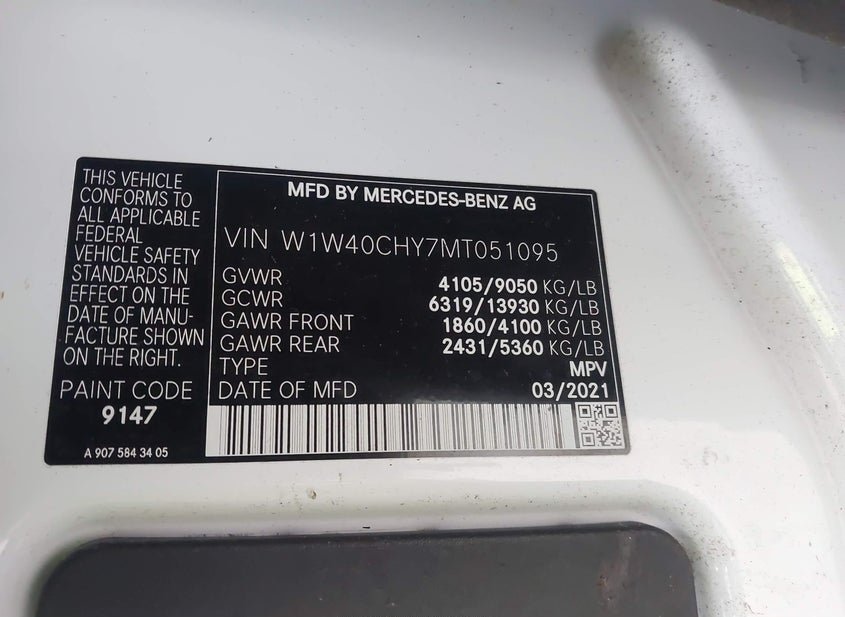 THIS VEHICLE
CONFORMS TO
ALL APPLICABLE
FEDERAL
VEHICLE SAFETY
STANDARDS IN
EFFECT ON THE
DATE OF MANU-
FACTURE SHOWN
ON THE RIGHT.
PAINT CODE
9147
A 907 584 34 05
MFD BY MERCEDES-BENZ AG
VIN W1W40CHY7MT051095
GVWR 4105/9050 KG/LB
GCWR 6319/13930 KG/LB
GAWR FRONT 1860/4100 KG/LB
GAWR REAR 2431/5360 KG/LB
TYPE MPV
DATE OF MFD 03/2021